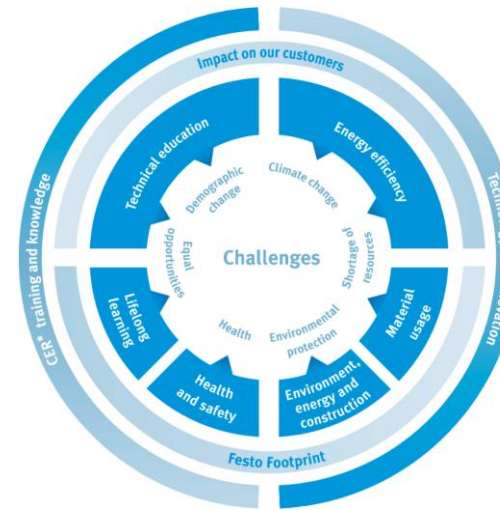 Impact on our customers
Technical education
Energy efficiency
Demographic
change
Climate change
Equal
opportunities
Challenges
Shortage of
resources
CER* training and knowledge
Lifelong
learning
Health
Environmental
protection
Material
usage
Health
and safety
Environment,
energy and
construction
Festo Footprint